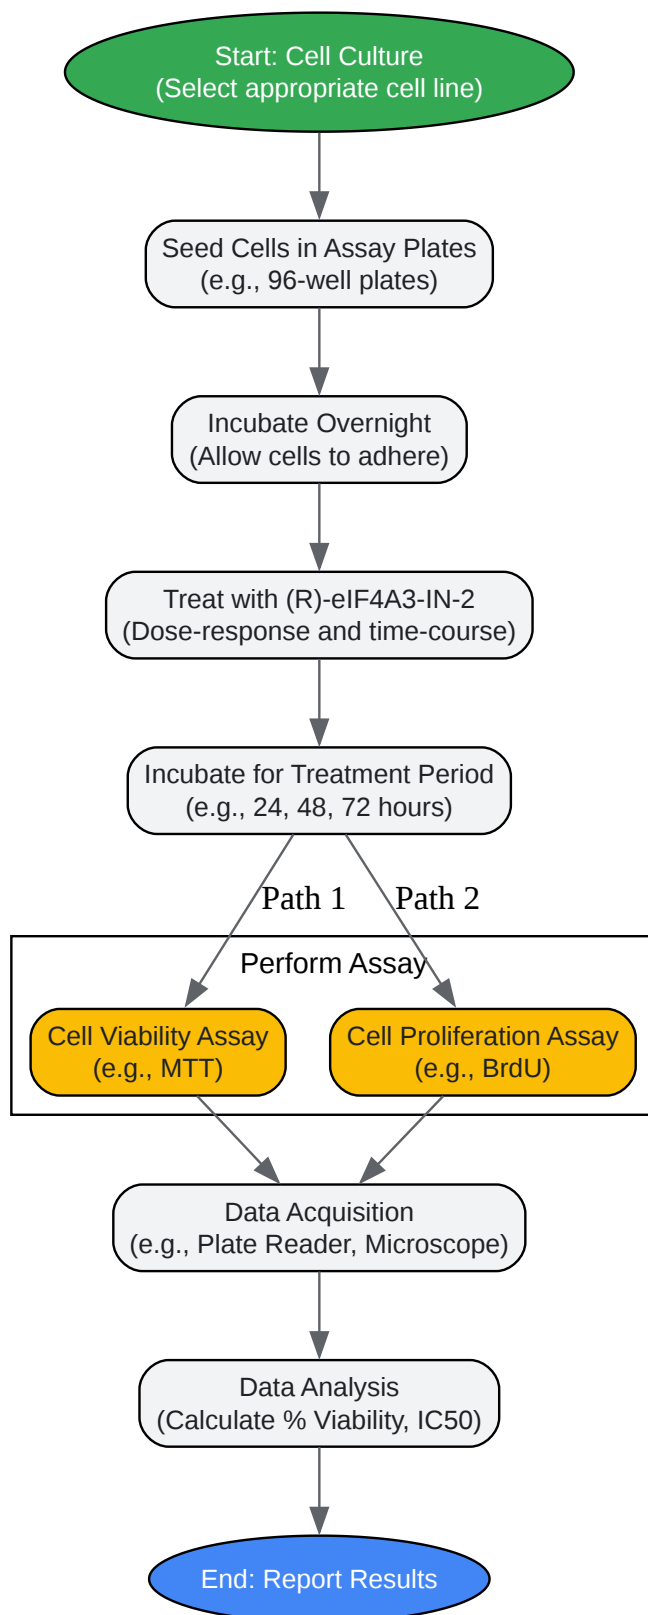 Start: Cell Culture
(Select appropriate cell line)
Seed Cells in Assay Plates
(e.g., 96-well plates)
Incubate Overnight
(Allow cells to adhere)
Treat with (R)-eIF4A3-IN-2
(Dose-response and time-course)
Incubate for Treatment Period
(e.g., 24, 48, 72 hours)
Path 1
Path 2
Perform Assay
Cell Viability Assay
(e.g., MTT)
Cell Proliferation Assay
(e.g., BrdU)
Data Acquisition
(e.g., Plate Reader, Microscope)
Data Analysis
(Calculate % Viability, IC50)
End: Report Results